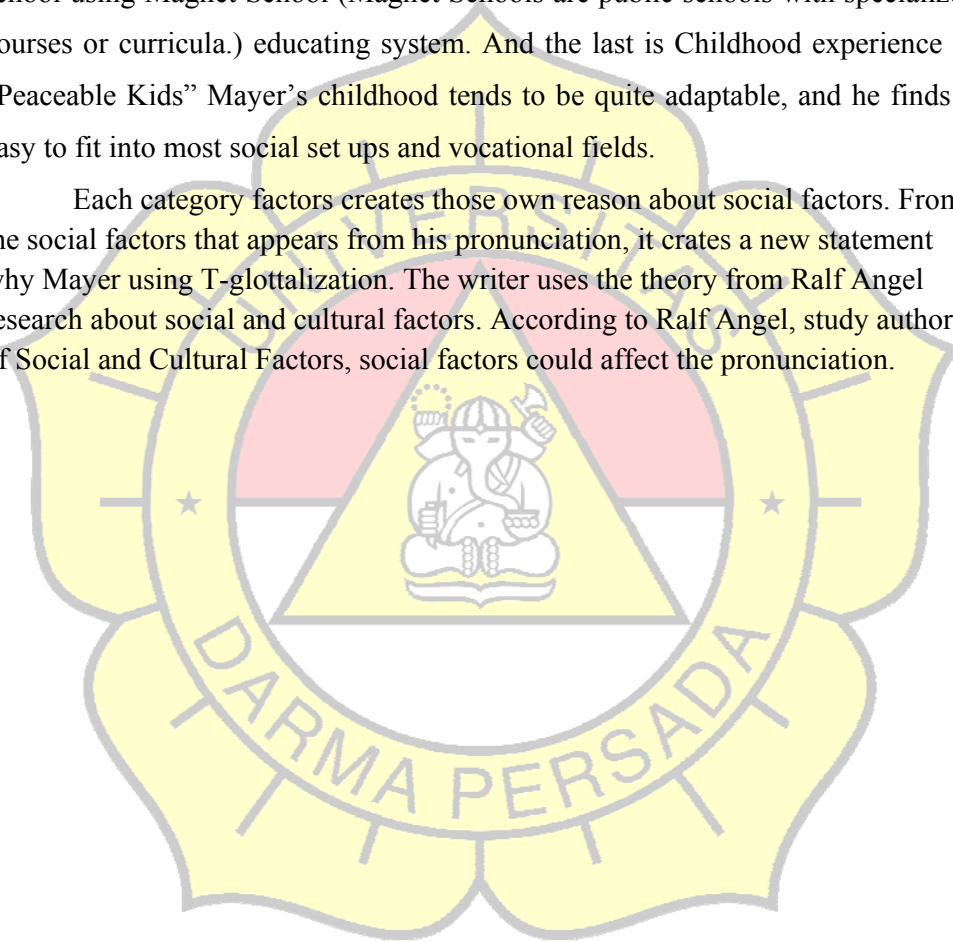 school using Magnet School (Magnet Schools are public schools with specializ
ourses or curricula.) educating system. And the last is Childhood experience
Peaceable Kids” Mayer’s childhood tends to be quite adaptable, and he finds
asy to fit into most social set ups and vocational fields.
Each category factors creates those own reason about social factors. From
he social factors that appears from his pronunciation, it crates a new statement
why Mayer using T-glottalization. The writer uses the theory from Ralf Angel
esearch about social and cultural factors. According to Ralf Angel, study author
f Social and Cultural Factors, social factors could affect the pronunciation.
UNIVERSITAS
DARMA PERSADA